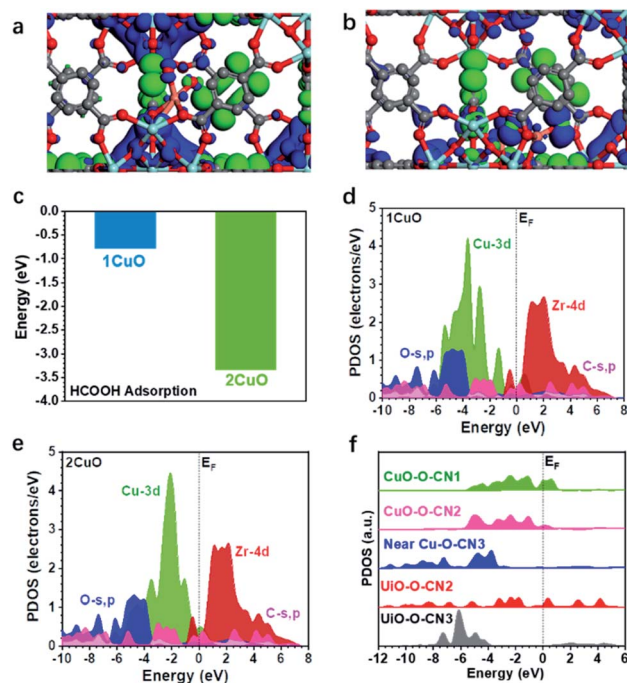 a
b
c
0.0
-0.5
-1.0
-1.5
-2.0
-2.5
-3.0
-3.5
-4.0
Energy (eV)
1CuO
2CuO
HCOOH Adsorption
d
5
4
3
2
1
0
PDOS (electrons/eV)
1CuO
E_F
Cu-3d
Zr-4d
O-s,p
C-s,p
-10 -8 -6 -4 -2 0 2 4 6 8
Energy (eV)
e
5
4
3
2
1
0
PDOS (electrons/eV)
2CuO
E_F
Cu-3d
Zr-4d
O-s,p
C-s,p
-10 -8 -6 -4 -2 0 2 4 6 8
Energy (eV)
f
PDOS (a.u.)
E_F
CuO-O-CN1
CuO-O-CN2
Near Cu-O-CN3
UiO-O-CN2
UiO-O-CN3
-12 -10 -8 -6 -4 -2 0 2 4 6
Energy (eV)